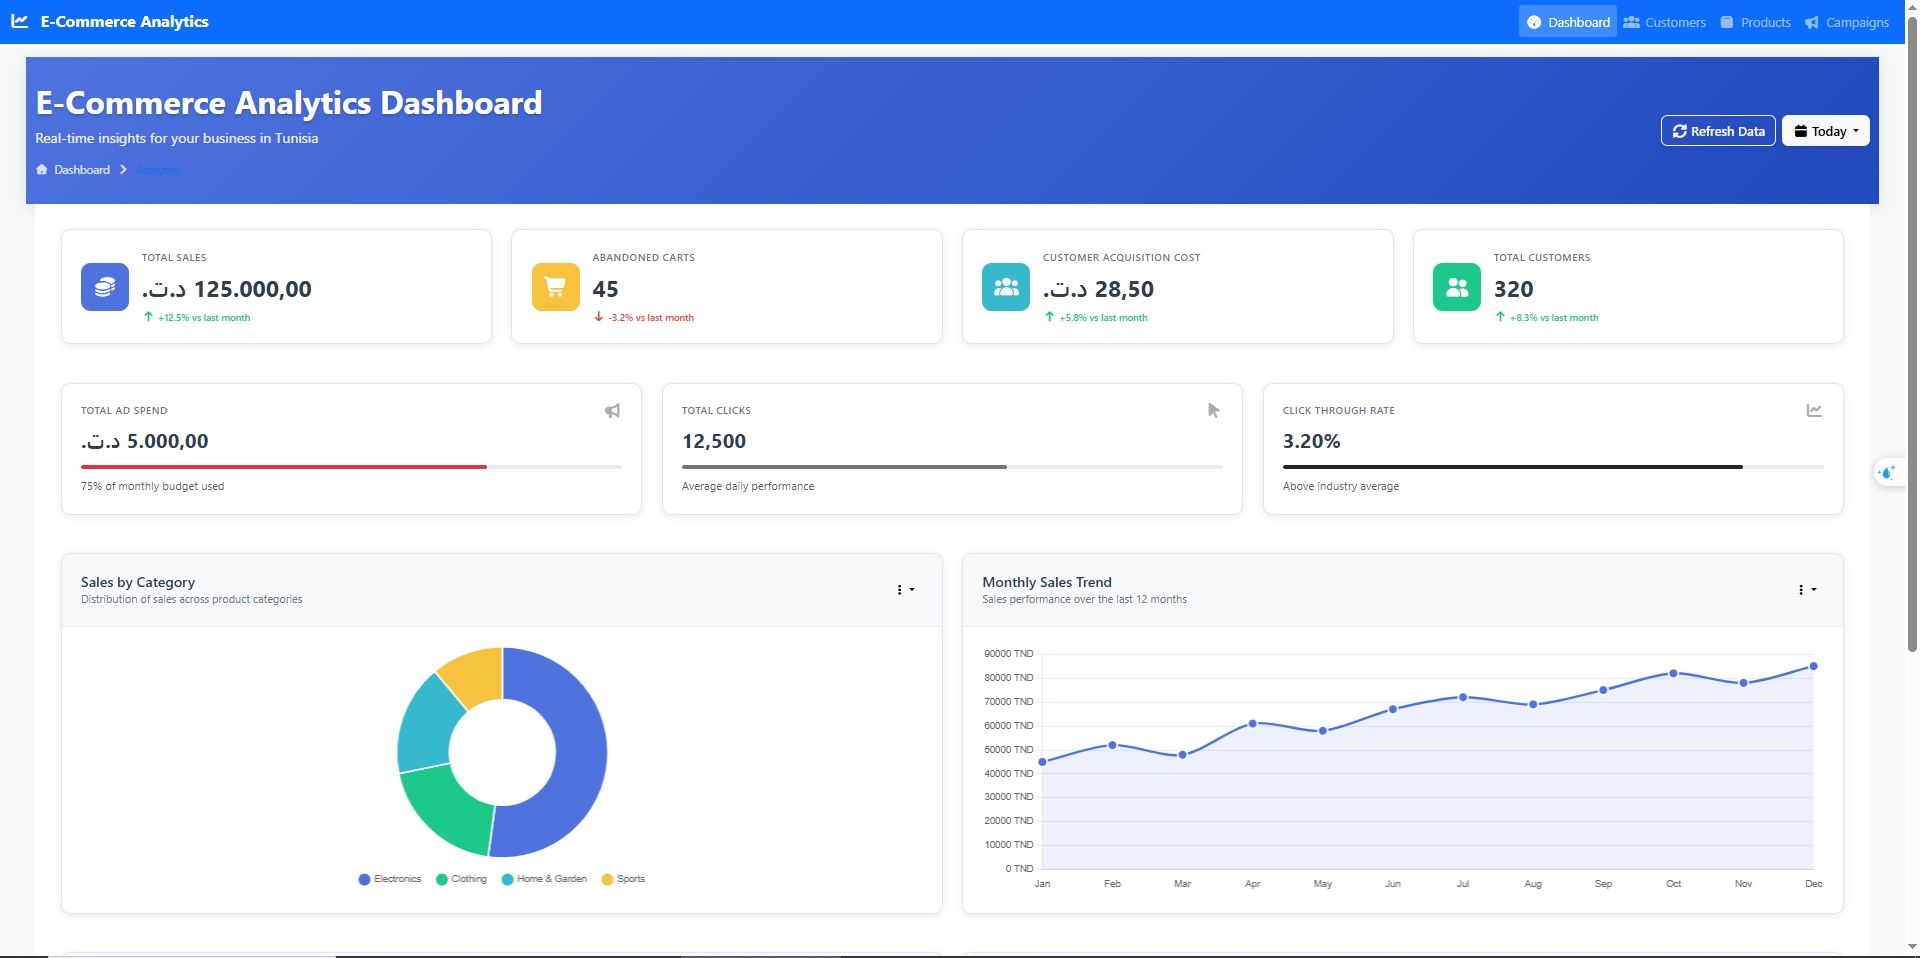 E-Commerce Analytics
Dashboard
Customers
Products
Campaigns
E-Commerce Analytics Dashboard
Real-time insights for your business in Tunisia
Dashboard
Analytics
Refresh Data
Today
TOTAL SALES
د.ت.‏ 125.000,00
+12.5% vs last month
ABANDONED CARTS
45
-3.2% vs last month
CUSTOMER ACQUISITION COST
د.ت.‏ 28,50
+5.8% vs last month
TOTAL CUSTOMERS
320
+8.3% vs last month
TOTAL AD SPEND
د.ت.‏ 5.000,00
75% of monthly budget used
TOTAL CLICKS
12,500
Average daily performance
CLICK THROUGH RATE
3.20%
Above industry average
Sales by Category
Distribution of sales across product categories
Electronics
Clothing
Home & Garden
Sports
Monthly Sales Trend
Sales performance over the last 12 months
90000 TND
80000 TND
70000 TND
60000 TND
50000 TND
40000 TND
30000 TND
20000 TND
10000 TND
0 TND
Jan Feb Mar Apr May Jun Jul Aug Sep Oct Nov Dec